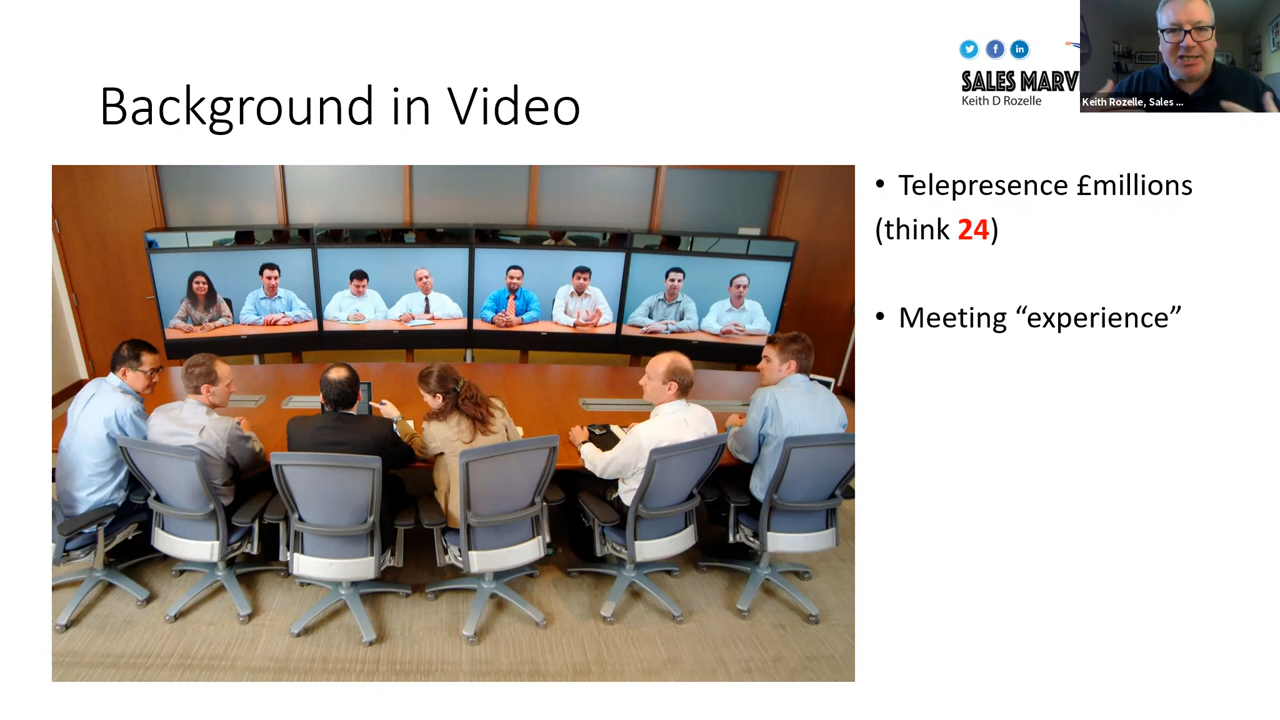 SALES MARV
Keith D Rozelle
Keith Rozelle, Sales ...
Background in Video
• Telepresence £millions
(think 24)
• Meeting “experience”